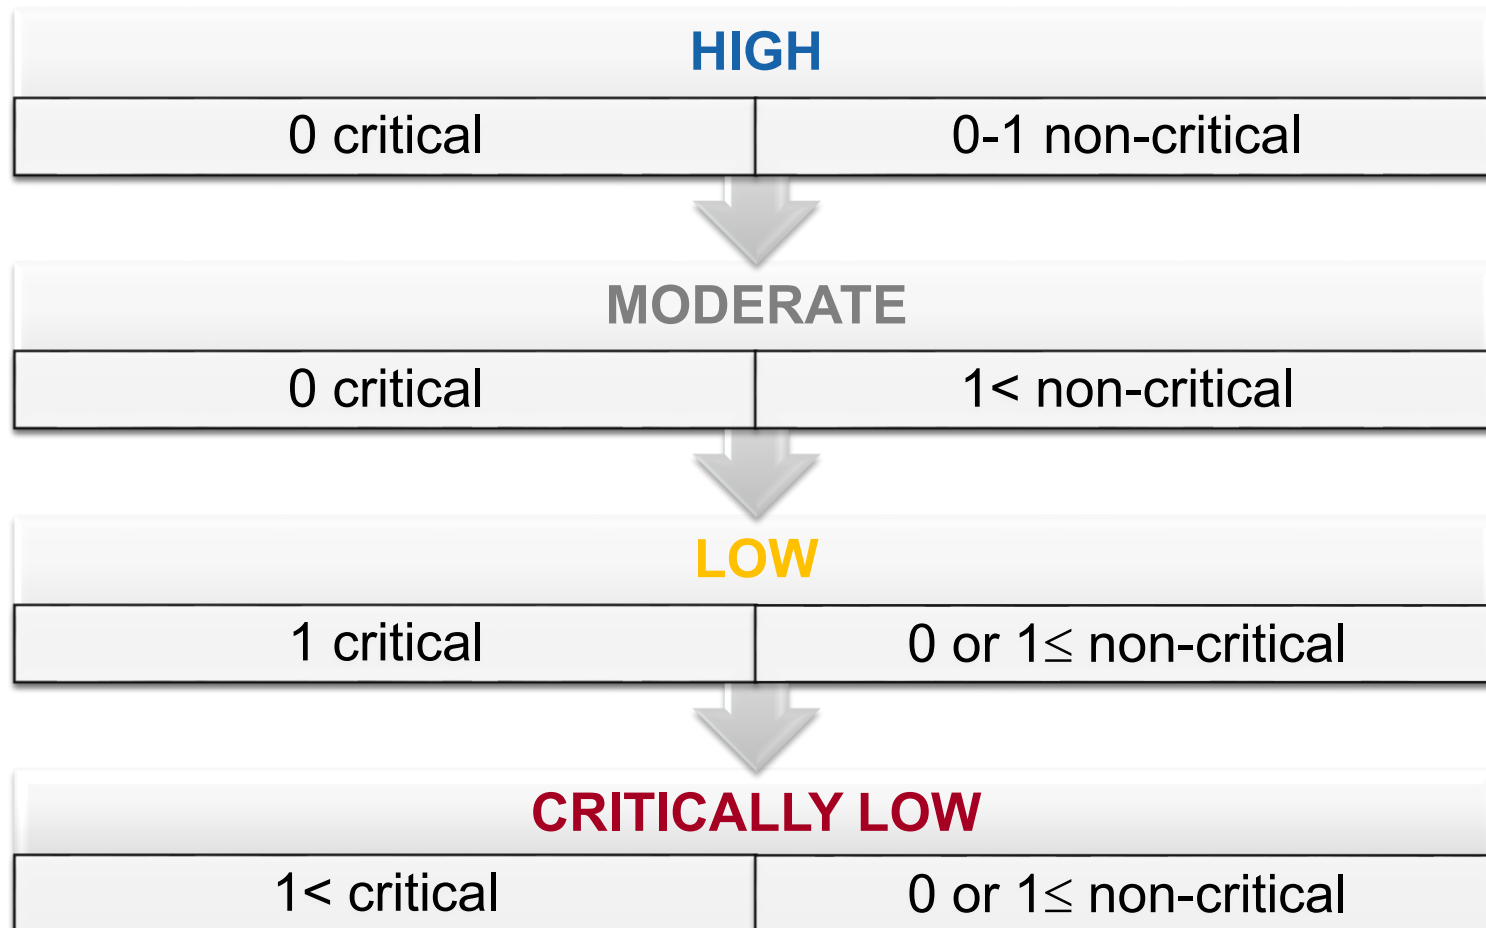 HIGH
0 critical
0-1 non-critical
MODERATE
0 critical
1< non-critical
LOW
1 critical
0 or 1≤ non-critical
CRITICALLY LOW
1< critical
0 or 1≤ non-critical